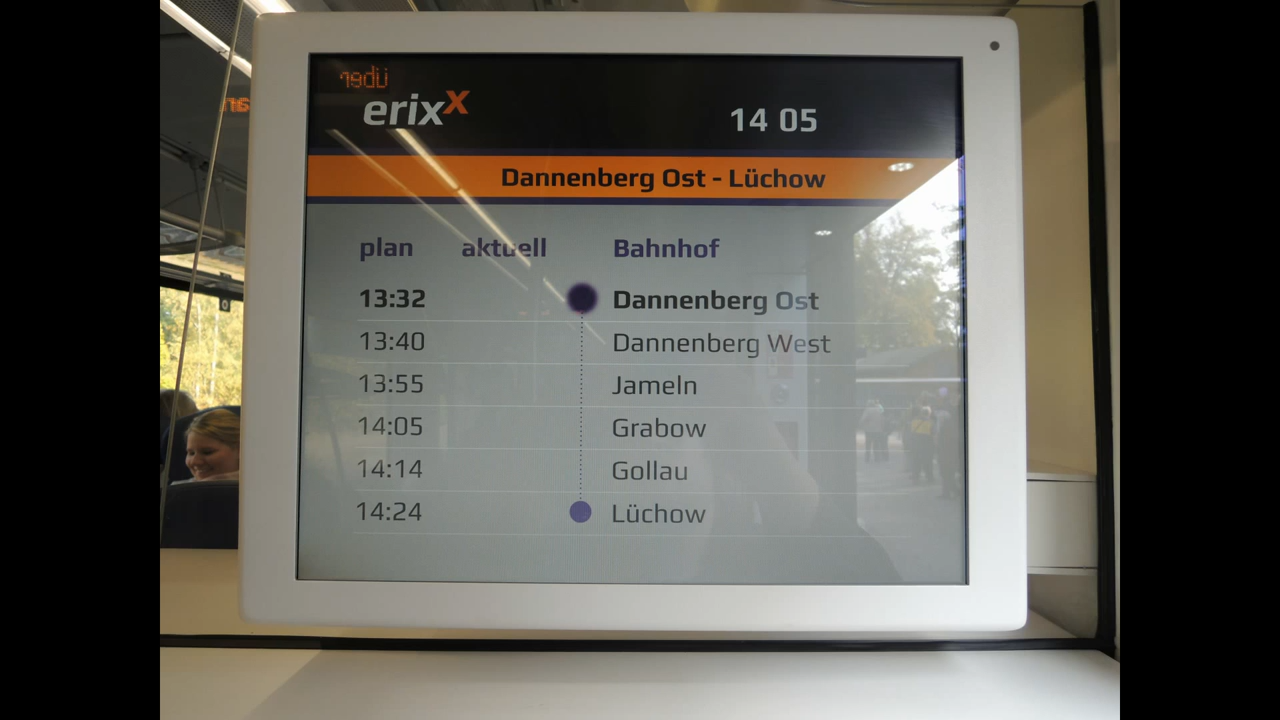 Über
erixx
14 05
Dannenberg Ost - Lüchow
plan aktuell Bahnhof
13:32 Dannenberg Ost
13:40 Dannenberg West
13:55 Jameln
14:05 Grabow
14:14 Gollau
14:24 Lüchow